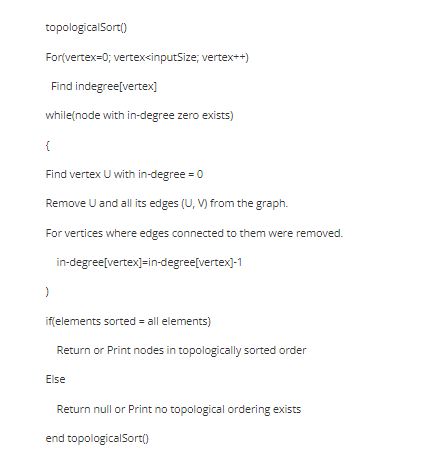 topologicalSort()
For(vertex=0; vertex<inputSize; vertex++)
Find indegree[vertex]
while(node with in-degree zero exists)
{
Find vertex U with in-degree = 0
Remove U and all its edges (U, V) from the graph.
For vertices where edges connected to them were removed.
in-degree[vertex]=in-degree[vertex]-1
}
if(elements sorted = all elements)
Return or Print nodes in topologically sorted order
Else
Return null or Print no topological ordering exists
end topologicalSort()